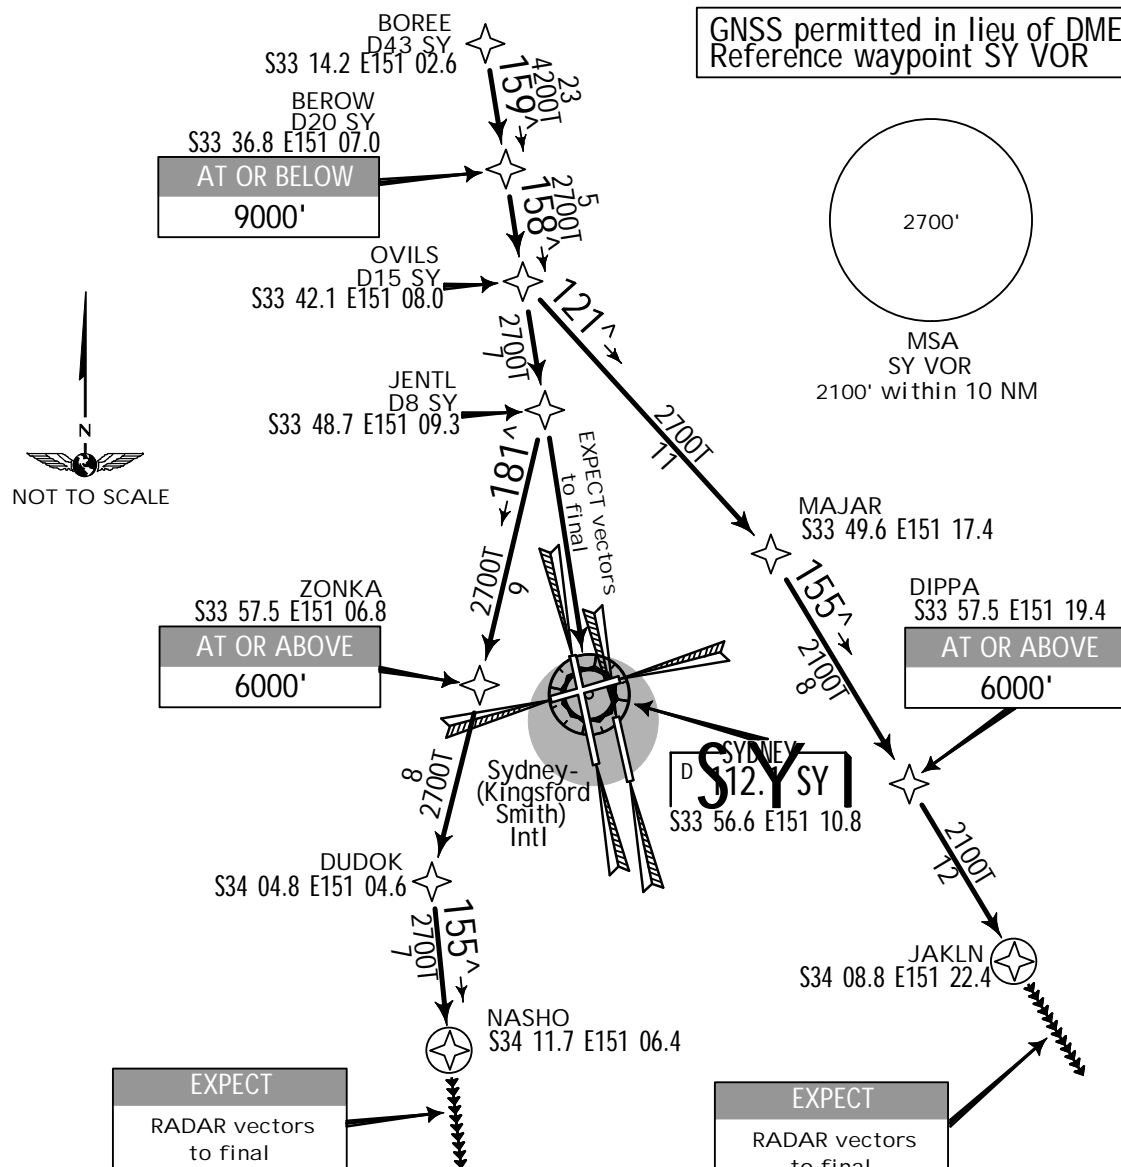 BOREE
D43 SY
S33 14.2 E151 02.6
GNSS permitted in lieu of DME
Reference waypoint SY VOR
23
4200T
159^
BEROW
D20 SY
S33 36.8 E151 07.0
AT OR BELOW
9000'
5
2700T
158^
2700'
MSA
SY VOR
2100' within 10 NM
OVILS
D15 SY
S33 42.1 E151 08.0
121^
2700T
7
2700T
11
JENTL
D8 SY
S33 48.7 E151 09.3
N
NOT TO SCALE
181^
EXPECT vectors
to final
MAJAR
S33 49.6 E151 17.4
2700T
9
155^
2100T
8
ZONKA
S33 57.5 E151 06.8
AT OR ABOVE
6000'
DIPPA
S33 57.5 E151 19.4
AT OR ABOVE
6000'
8
2700T
Sydney-
(Kingsford
Smith)
Intl
SYDNEY
D 112.1 SY
SY
S33 56.6 E151 10.8
2100T
12
DUDOK
S34 04.8 E151 04.6
155^
2700T
7
JAKLN
S34 08.8 E151 22.4
NASHO
S34 11.7 E151 06.4
EXPECT
RADAR vectors
to final
EXPECT
RADAR vectors
to final